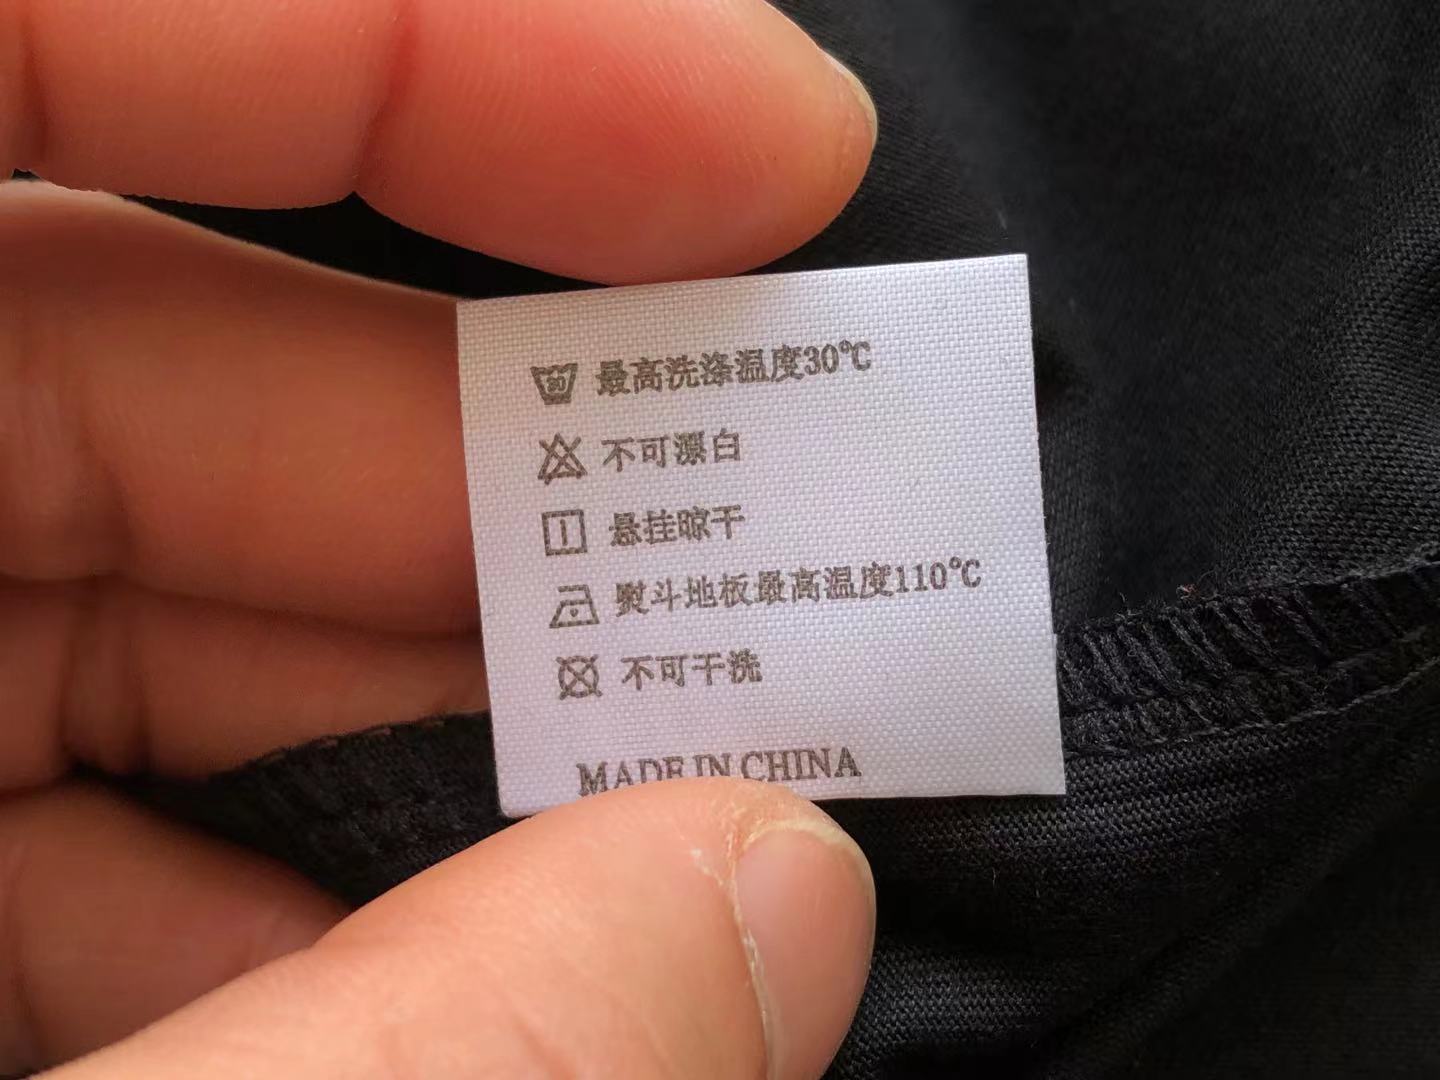 30 最高洗涤温度30℃
不可漂白
悬挂晾干
熨斗地板最高温度110℃
不可干洗
MADE IN CHINA